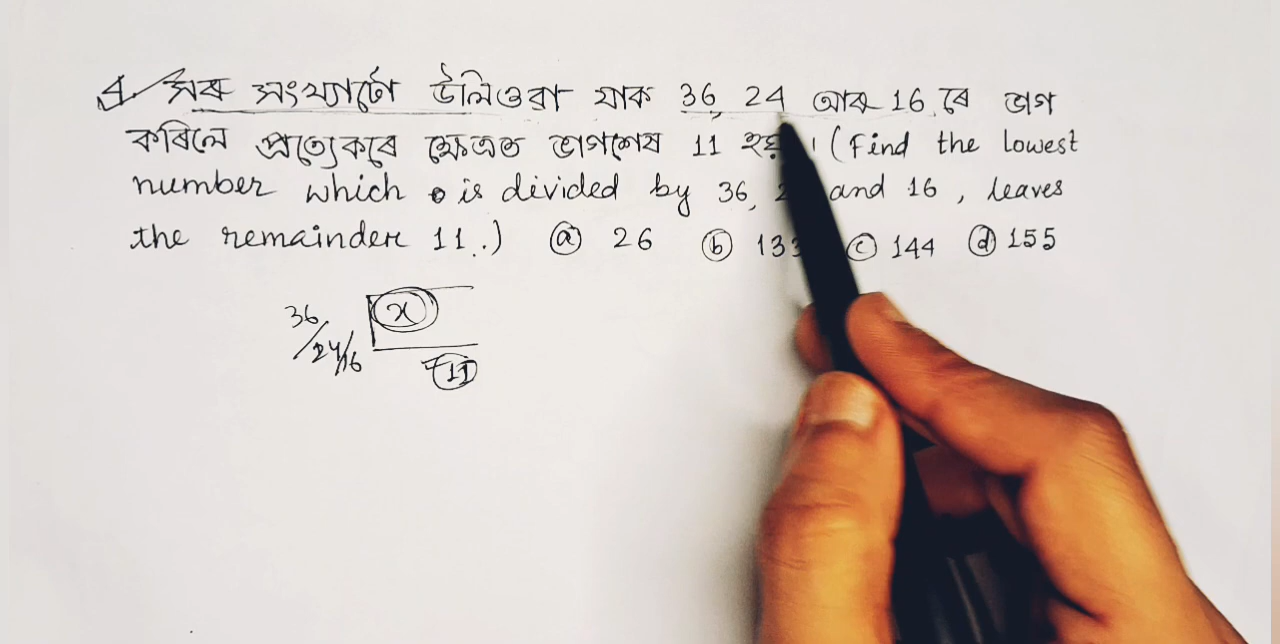 4. সৰু সংখ্যাটো উলিওৱা যাক 36, 24 আৰু 16 ৰে ভাগ
কৰিলে প্ৰত্যেকৰে ক্ষেত্ৰত ভাগশেষ 11 হয়। (Find the lowest
number which is divided by 36, and 16, leaves
the remainder 11.) ⓐ 26 ⓑ 133 ⓒ 144 ⓓ 155
36/24/16 x
11